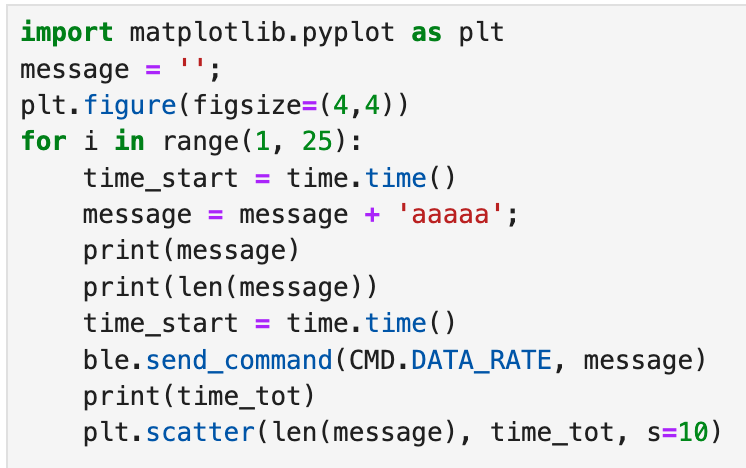 import matplotlib.pyplot as plt
message = '';
plt.figure(figsize=(4,4))
for i in range(1, 25):
    time_start = time.time()
    message = message + 'aaaaa';
    print(message)
    print(len(message))
    time_start = time.time()
    ble.send_command(CMD.DATA_RATE, message)
    print(time_tot)
    plt.scatter(len(message), time_tot, s=10)